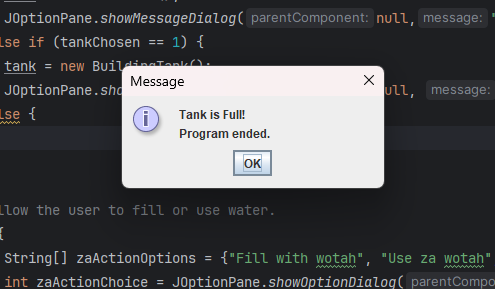 JOptionPane.showMessageDialog( parentComponent: null, message: "
lse if (tankChosen == 1) {
tank = new BuildingTank();
JOptionPane.sho null, message:
lse {
Message
Tank is Full!
Program ended.
OK
llow the user to fill or use water.
{
String[] zaActionOptions = {"Fill with wotah", "Use za wotah"
int zaActionChoice = JOptionPane.showOptionDialog( parentComponent